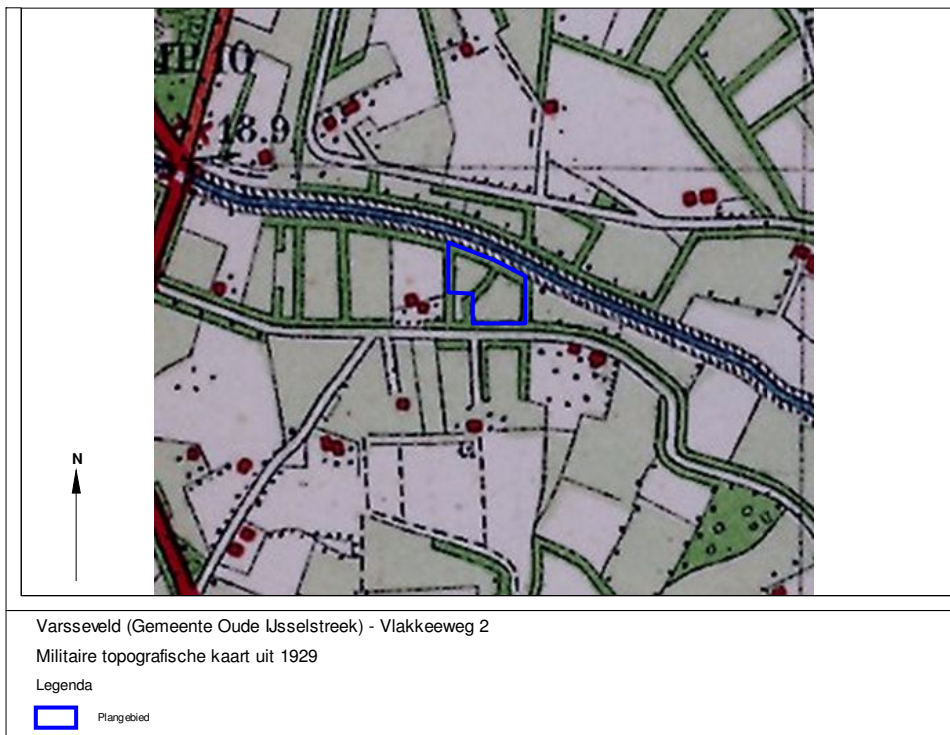 18.9
N
Varsseveld (Gemeente Oude IJsselstreek) - Vlakkeeweg 2
Militaire topografische kaart uit 1929
Legenda
Plangebied